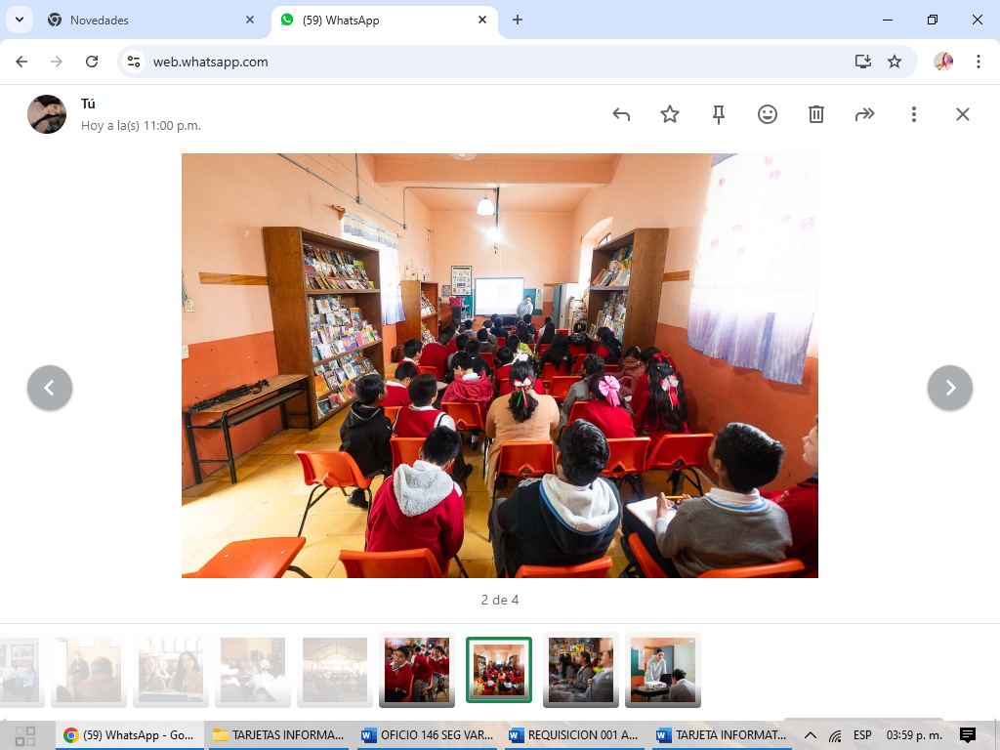 Novedades
(59) WhatsApp
web.whatsapp.com
Tú
Hoy a la(s) 11:00 p.m.
2 de 4
(59) WhatsApp - Go...
TARJETAS INFORMA...
OFICIO 146 SEG VAR...
REQUISICION 001 A...
TARJETA INFORMAT...
ESP
03:59 p. m.